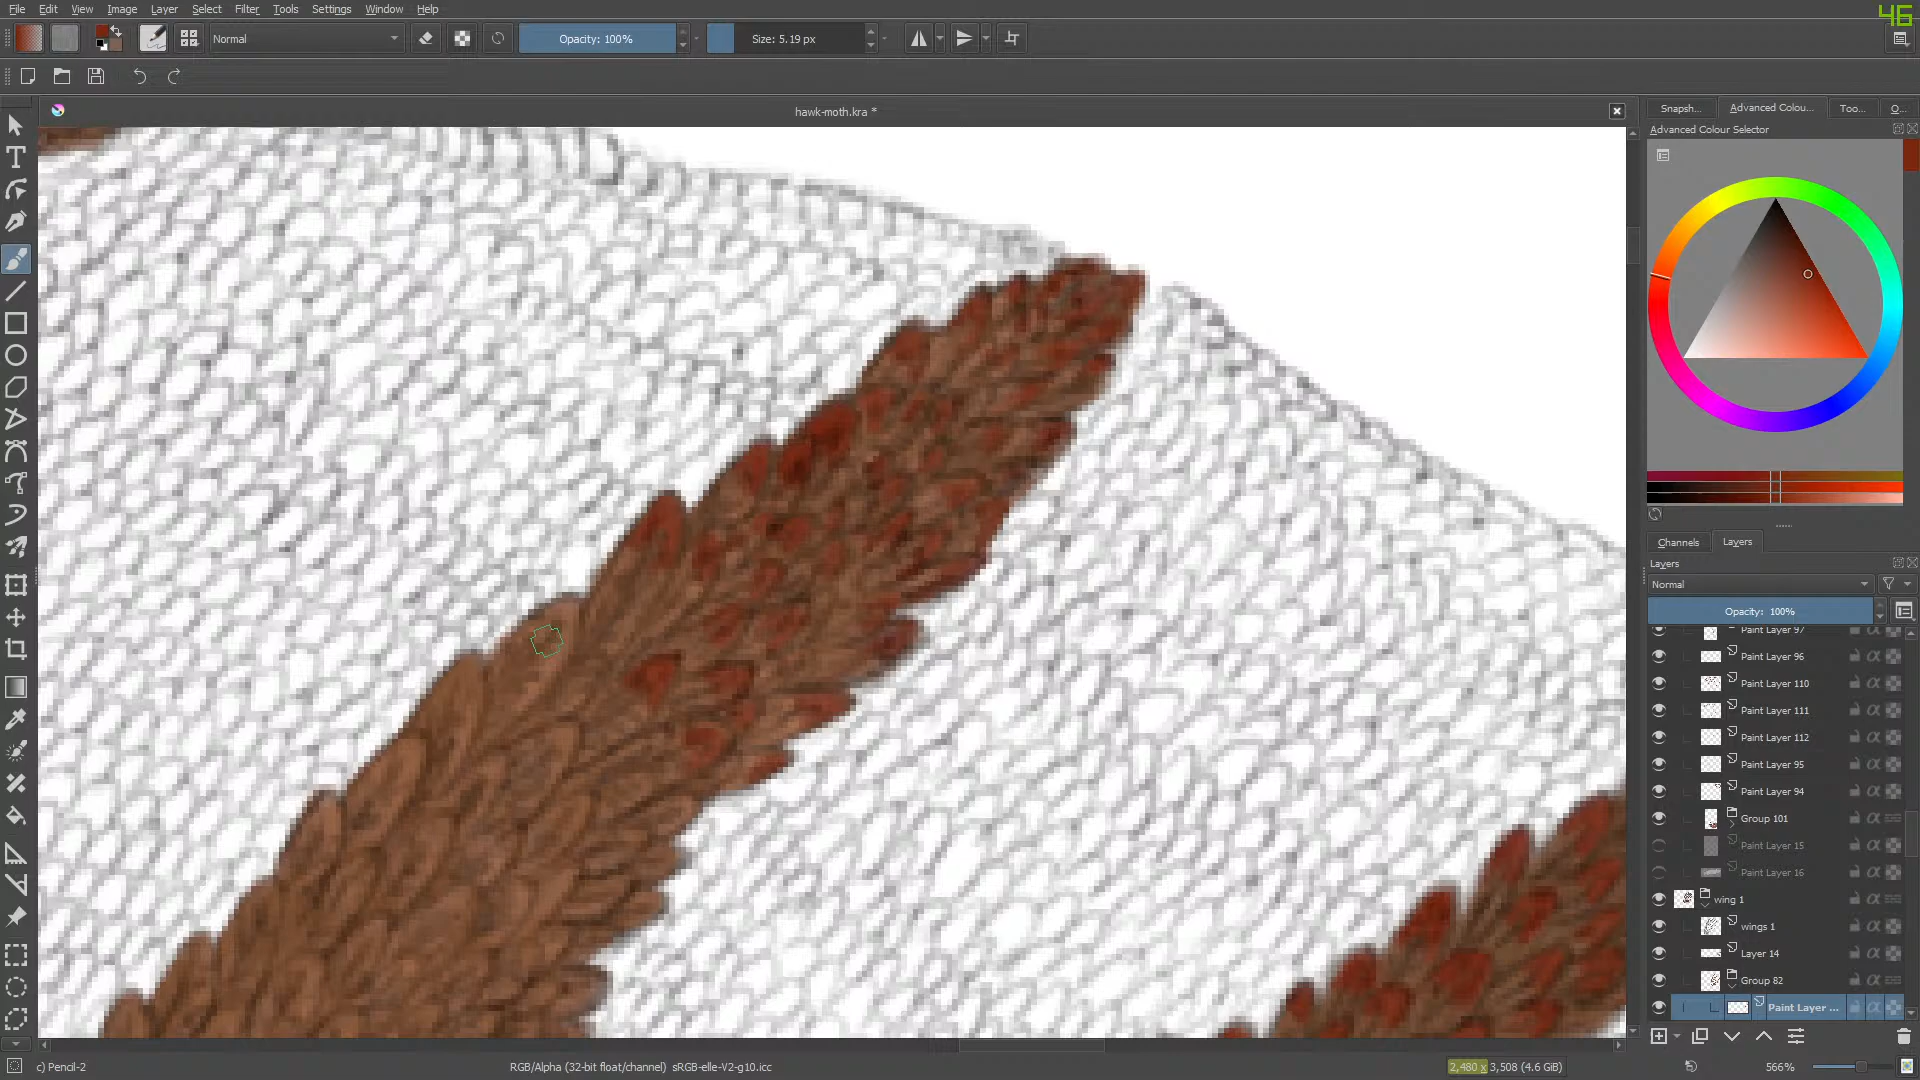 File Edit View Image Layer Select Filter Tools Settings Window Help
46
Normal
Opacity: 100%
Size: 5.19 px
hawk-moth.kra *
Snapsh... Advanced Colou... Too... O...
Advanced Colour Selector
Channels Layers
Layers
Normal
Opacity: 100%
Paint Layer 97
Paint Layer 96
Paint Layer 110
Paint Layer 111
Paint Layer 112
Paint Layer 95
Paint Layer 94
Group 101
Paint Layer 15
Paint Layer 16
wing 1
wings 1
Layer 14
Group 82
Paint Layer ...
c) Pencil-2
RGB/Alpha (32-bit float/channel) sRGB-elle-V2-g10.icc
2,480 x 3,508 (4.6 GiB)
566%